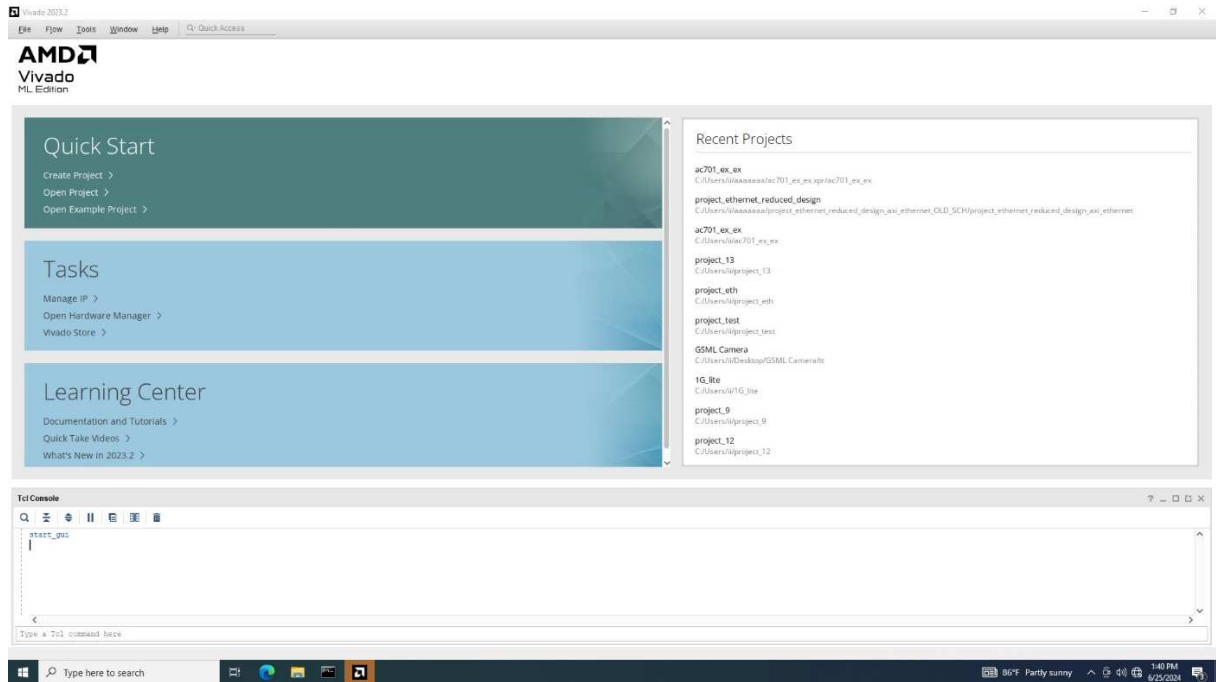 Vivado 2023.2
File Flow Tools Window Help Quick Access
AMD
Vivado
ML Edition
Quick Start
Create Project >
Open Project >
Open Example Project >
Tasks
Manage IP >
Open Hardware Manager >
Vivado Store >
Learning Center
Documentation and Tutorials >
Quick Take Videos >
What's New in 2023.2 >
Recent Projects
ac701_ex_ex
project_ethernet_reduced_design
ac701_ex_ex
C:/Users/ii/ac701_ex_ex
project_13
C:/Users/ii/project_13
project_eth
C:/Users/ii/project_eth
project_test
C:/Users/ii/project_test
GSML Camera
1G_lite
C:/Users/ii/1G_lite
project_9
C:/Users/ii/project_9
project_12
C:/Users/ii/project_12
Tcl Console
start_gui
Type a Tcl command here
Type here to search
86°F Partly sunny
1:40 PM
6/25/2024